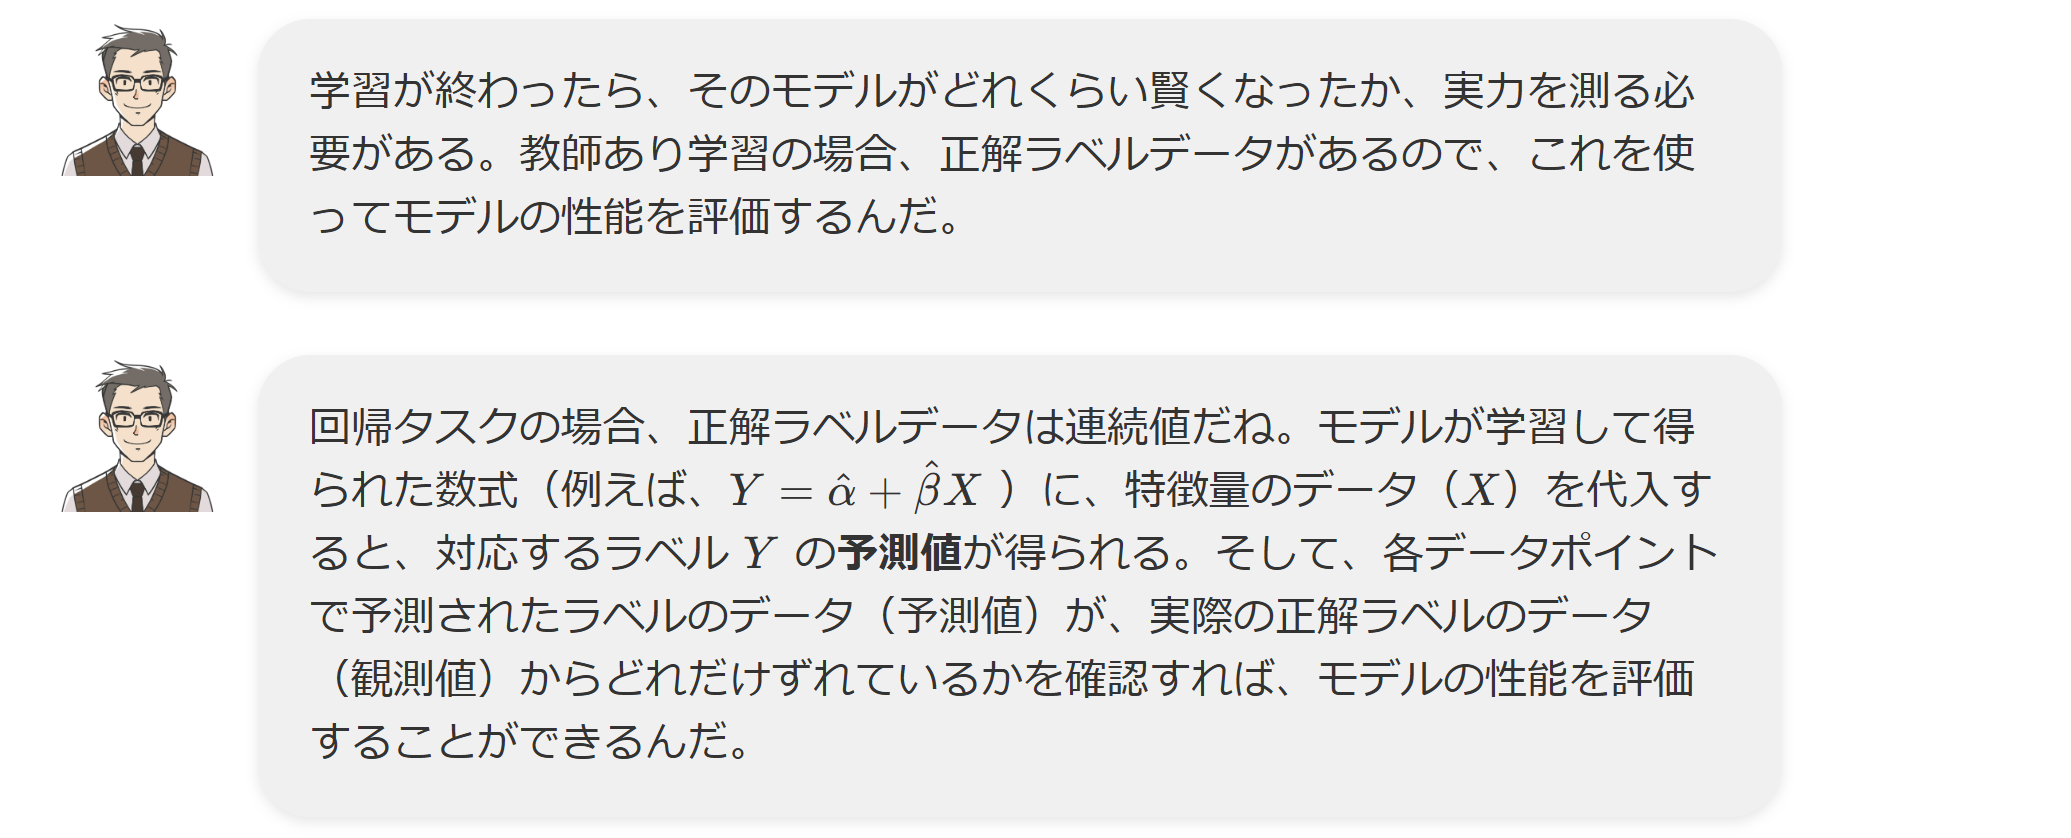 学習が終わったら、そのモデルがどれくらい賢くなったか、実力を測る必
要がある。教師あり学習の場合、正解ラベルデータがあるので、これを使
ってモデルの性能を評価するんだ。
回帰タスクの場合、正解ラベルデータは連続値だね。モデルが学習して得
られた数式（例えば、$Y = \hat{\alpha} + \hat{\beta} X$ ）に、特徴量のデータ（$X$）を代入す
ると、対応するラベル $Y$ の予測値が得られる。そして、各データポイント
で予測されたラベルのデータ（予測値）が、実際の正解ラベルのデータ
（観測値）からどれだけずれているかを確認すれば、モデルの性能を評価
することができるんだ。